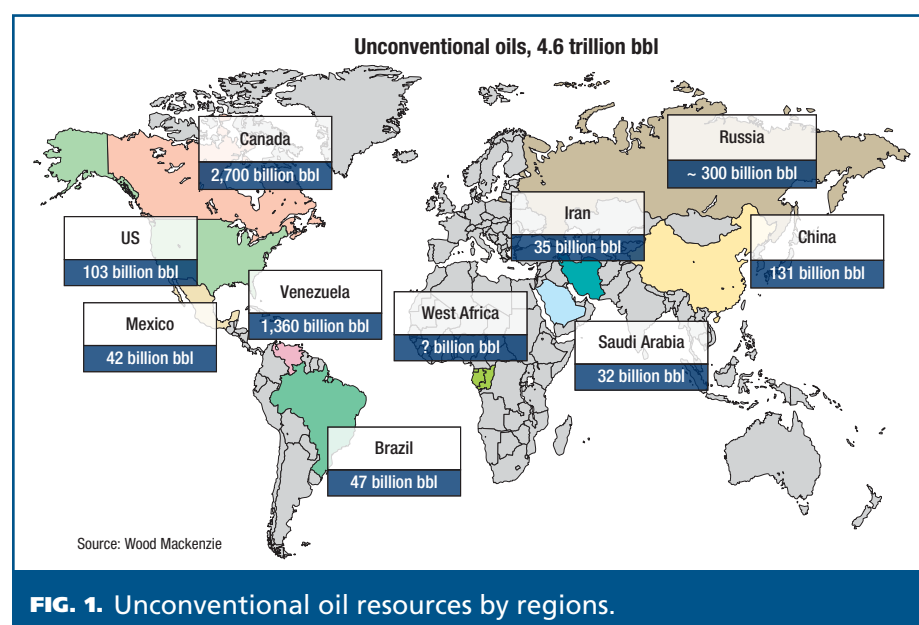 Unconventional oils, 4.6 trillion bbl
Canada
2,700 billion bbl
Russia
~ 300 billion bbl
US
103 billion bbl
Iran
35 billion bbl
China
131 billion bbl
Mexico
42 billion bbl
Venezuela
1,360 billion bbl
West Africa
? billion bbl
Saudi Arabia
32 billion bbl
Brazil
47 billion bbl
Source: Wood Mackenzie
FIG. 1. Unconventional oil resources by regions.